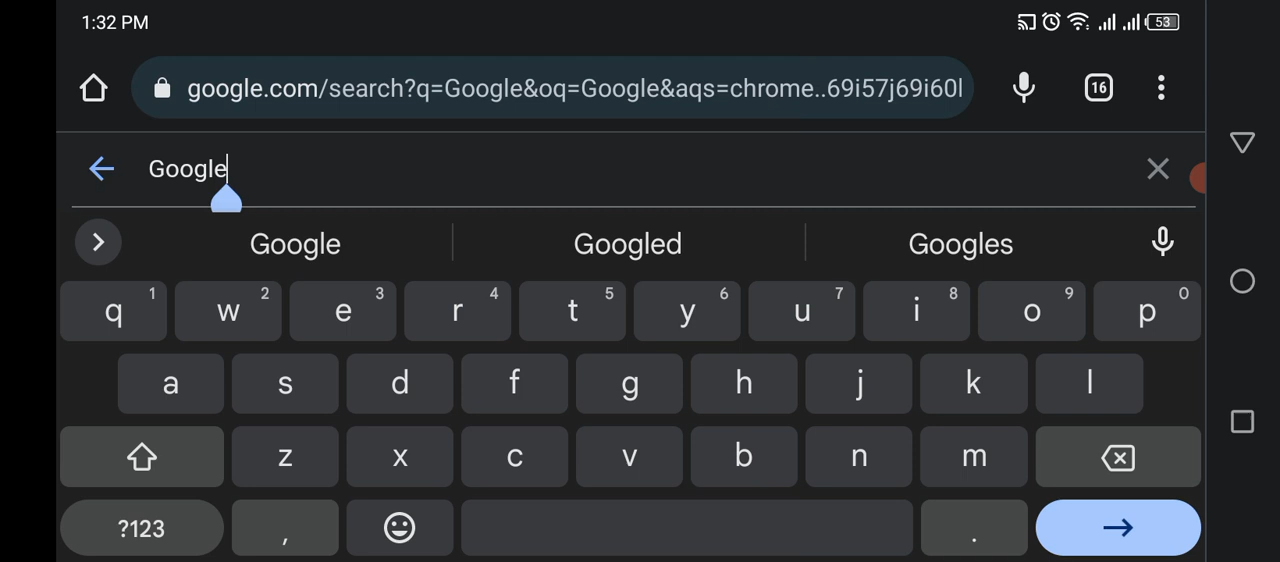 1:32 PM
53
google.com/search?q=Google&oq=Google&aqs=chrome..69i57j69i60l
16
Google
Google Googled Googles
q 1 w 2 e 3 r 4 t 5 y 6 u 7 i 8 o 9 p 0
a s d f g h j k l
z x c v b n m
?123 , .